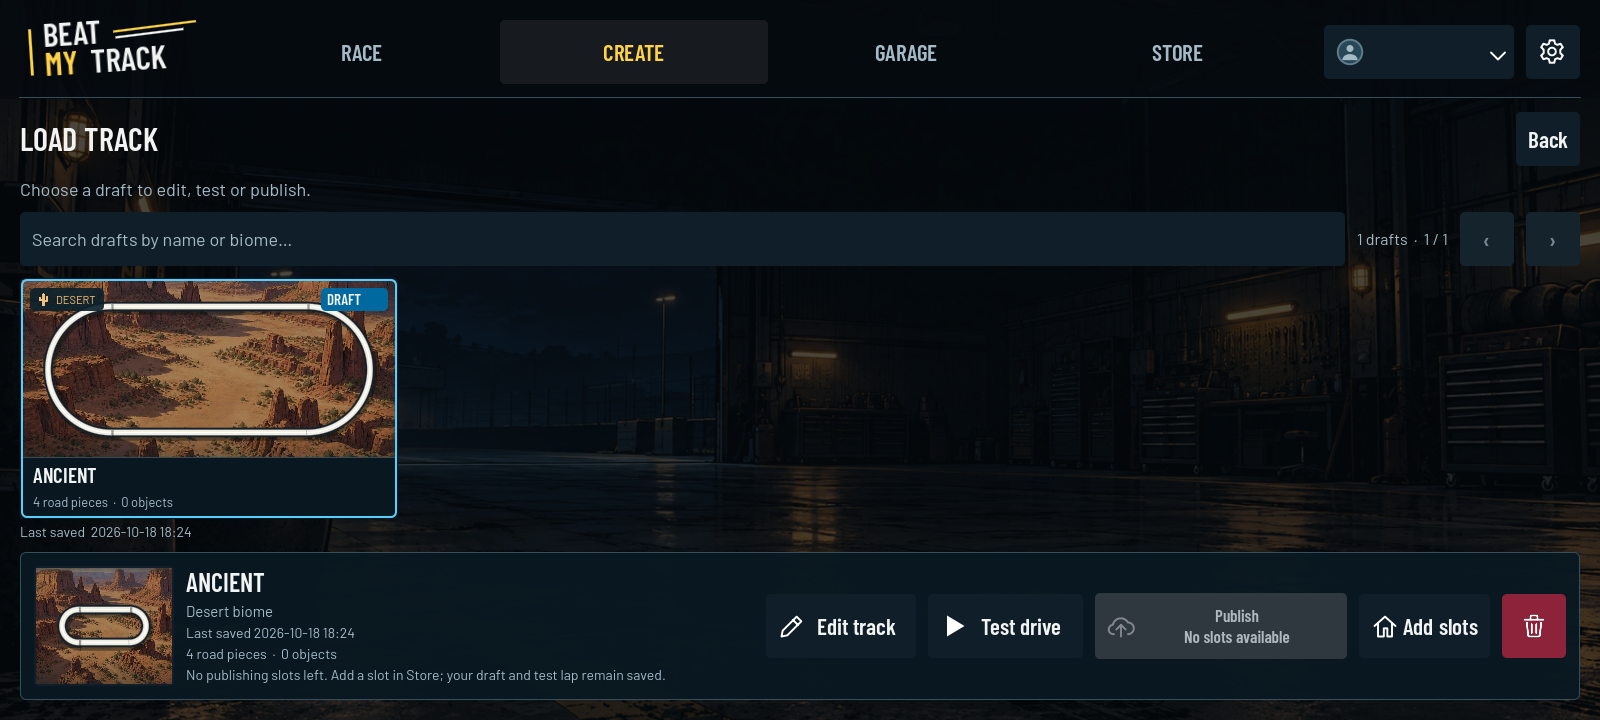 BEAT
MY TRACK
RACE
CREATE
GARAGE
STORE
LOAD TRACK
Back
Choose a draft to edit, test or publish.
Search drafts by name or biome...
1 drafts · 1 / 1
‹
›
DESERT
DRAFT
ANCIENT
4 road pieces · 0 objects
Last saved 2026-10-18 18:24
ANCIENT
Desert biome
Last saved 2026-10-18 18:24
4 road pieces · 0 objects
No publishing slots left. Add a slot in Store; your draft and test lap remain saved.
Edit track
Test drive
Publish
No slots available
Add slots